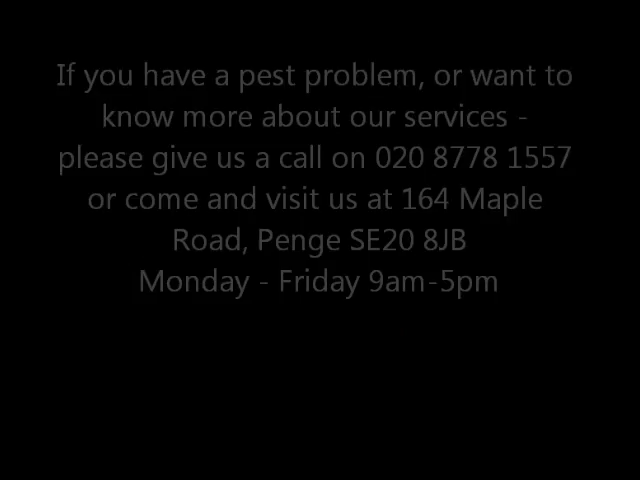 If you have a pest problem, or want to
know more about our services -
please give us a call on 020 8778 1557
or come and visit us at 164 Maple
Road, Penge SE20 8JB
Monday - Friday 9am-5pm